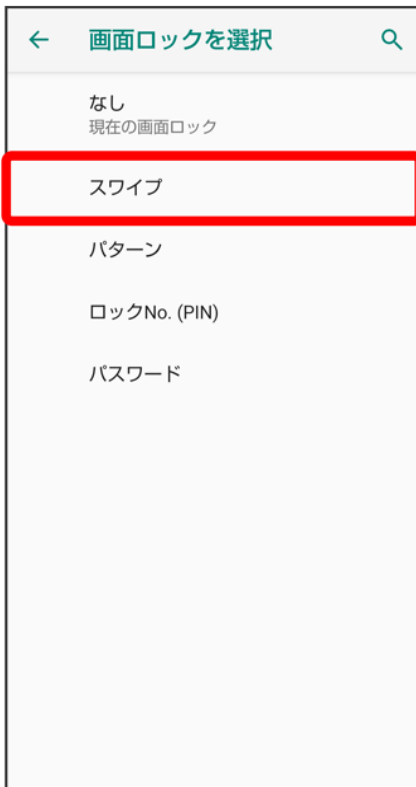 画面ロックを選択
なし
現在の画面ロック
スワイプ
パターン
ロックNo. (PIN)
パスワード